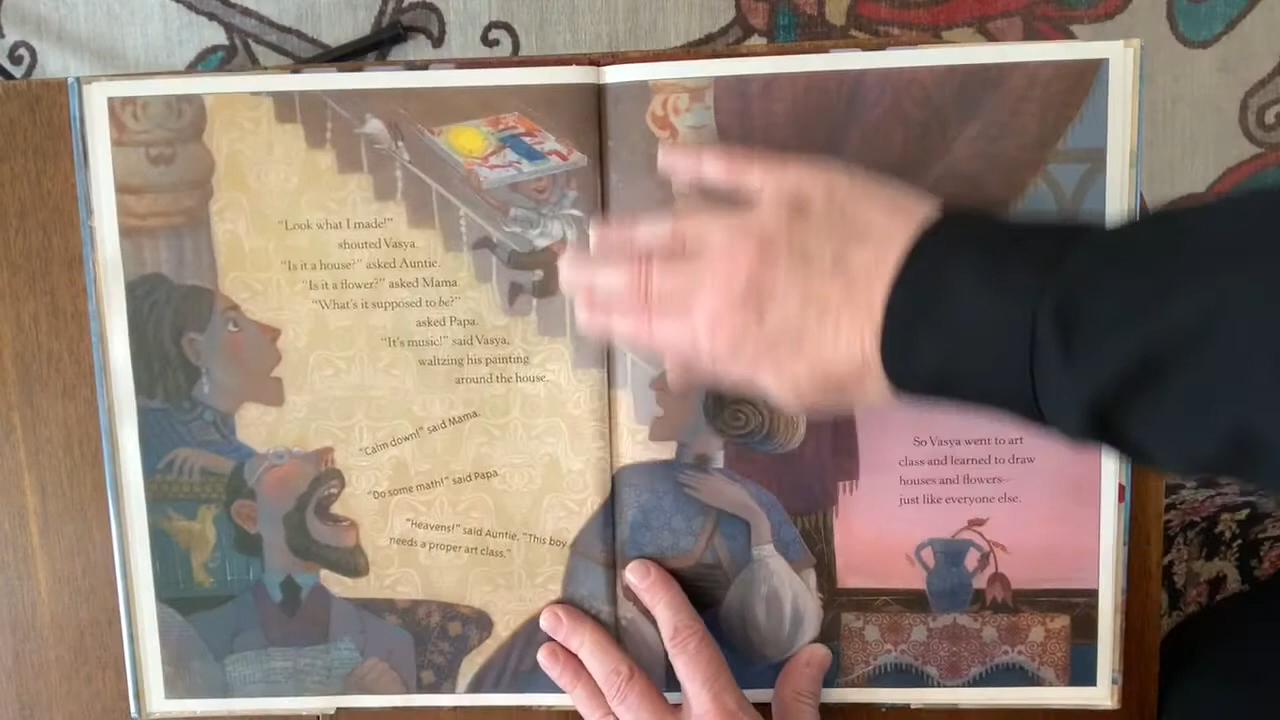 “Look what I made!”
shouted Vasya.
“Is it a house?” asked Auntie.
“Is it a flower?” asked Mama.
“What’s it supposed to be?”
asked Papa.
“It’s music!” said Vasya,
waltzing his painting
around the house.
“Calm down!” said Mama.
“Do some math!” said Papa.
“Heavens!” said Auntie, “This boy
needs a proper art class.”
So Vasya went to art
class and learned to draw
houses and flowers—
just like everyone else.